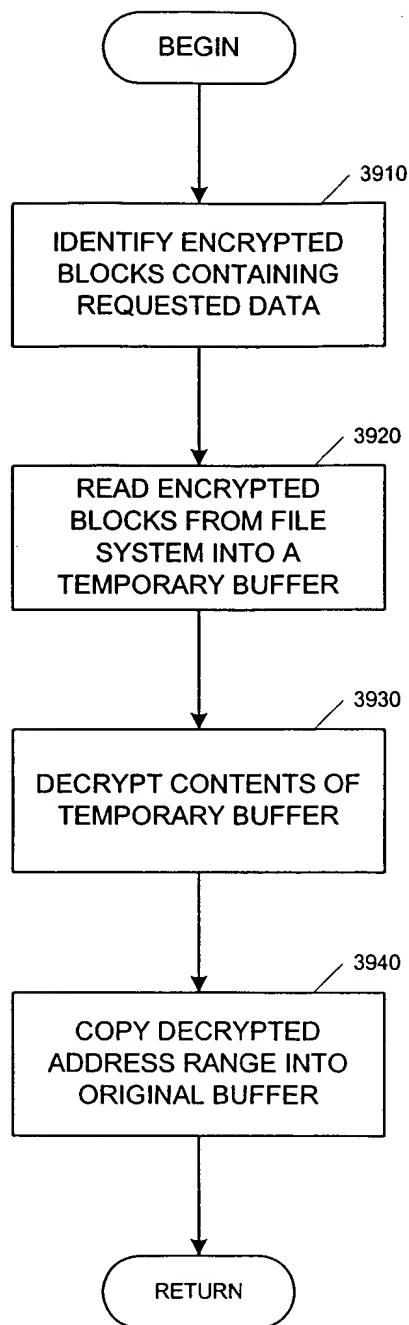 BEGIN
3910
IDENTIFY ENCRYPTED
BLOCKS CONTAINING
REQUESTED DATA
3920
READ ENCRYPTED
BLOCKS FROM FILE
SYSTEM INTO A
TEMPORARY BUFFER
3930
DECRYPT CONTENTS OF
TEMPORARY BUFFER
3940
COPY DECRYPTED
ADDRESS RANGE INTO
ORIGINAL BUFFER
RETURN